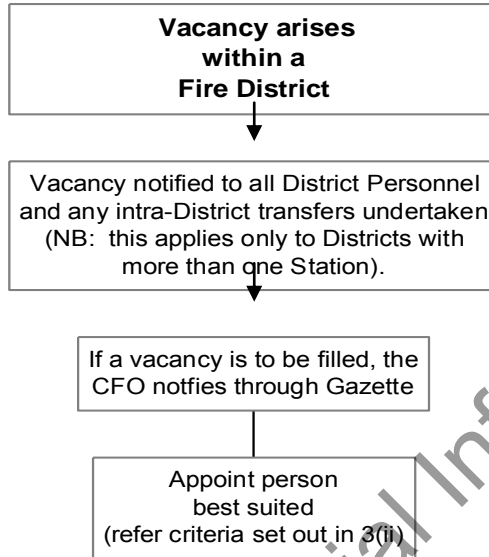 Vacancy arises
within a
Fire District
Vacancy notified to all District Personnel
and any intra-District transfers undertaken
(NB:  this applies only to Districts with
more than one Station).
If a vacancy is to be filled, the
CFO notfies through Gazette
Appoint person
best suited
(refer criteria set out in 3(ii)